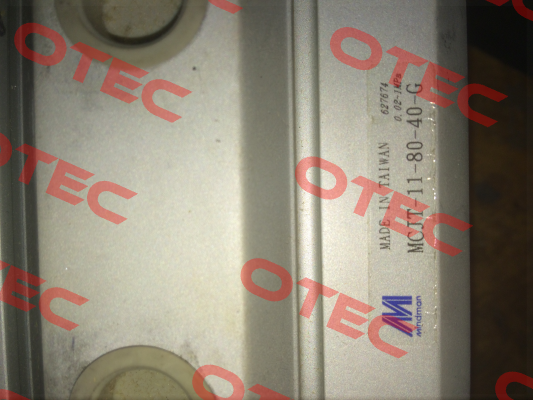 Mindman
MCJT-11-80-40-G
MADE IN TAIWAN
627674
0,02~1MPa
OTEC
OTEC
OTEC
OTEC
OTEC
OTEC